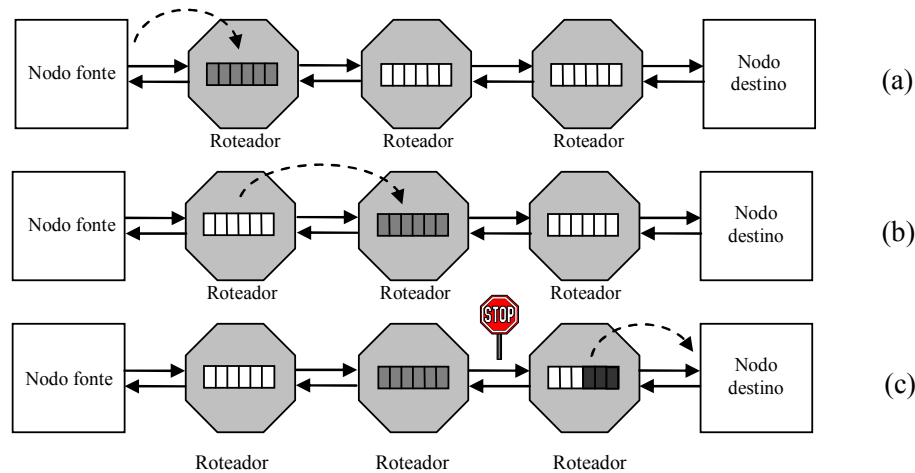 Nodo fonte
Nodo
destino
(a)
Roteador
Roteador
Roteador
Nodo fonte
Nodo
destino
(b)
Roteador
Roteador
Roteador
STOP
Nodo fonte
Nodo
destino
(c)
Roteador
Roteador
Roteador